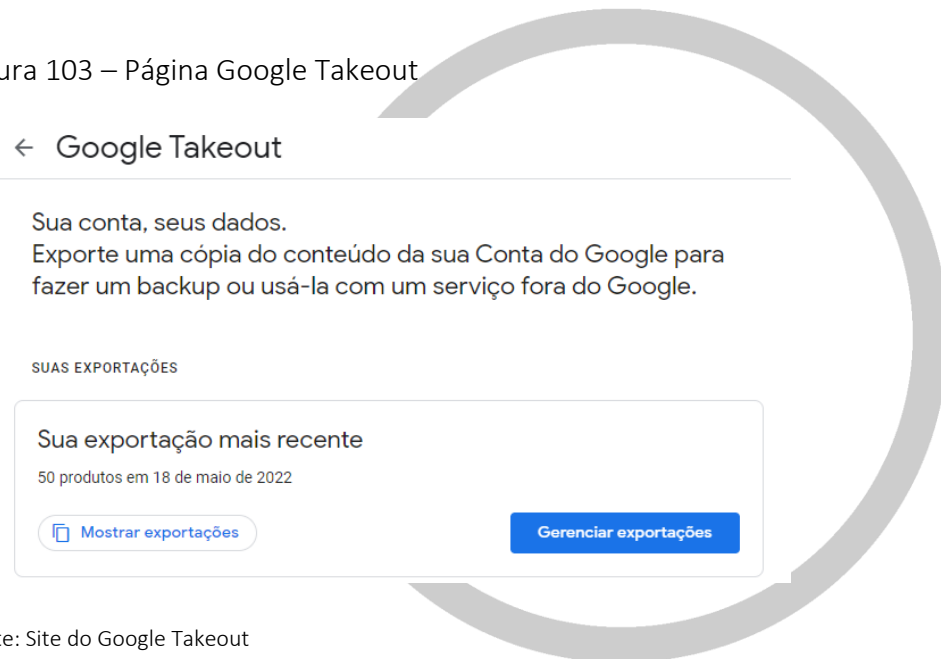 ura 103 – Página Google Takeout
Google Takeout
Sua conta, seus dados.
Exporte uma cópia do conteúdo da sua Conta do Google para
fazer um backup ou usá-la com um serviço fora do Google.
SUAS EXPORTAÇÕES
Sua exportação mais recente
50 produtos em 18 de maio de 2022
Mostrar exportações
Gerenciar exportações
te: Site do Google Takeout